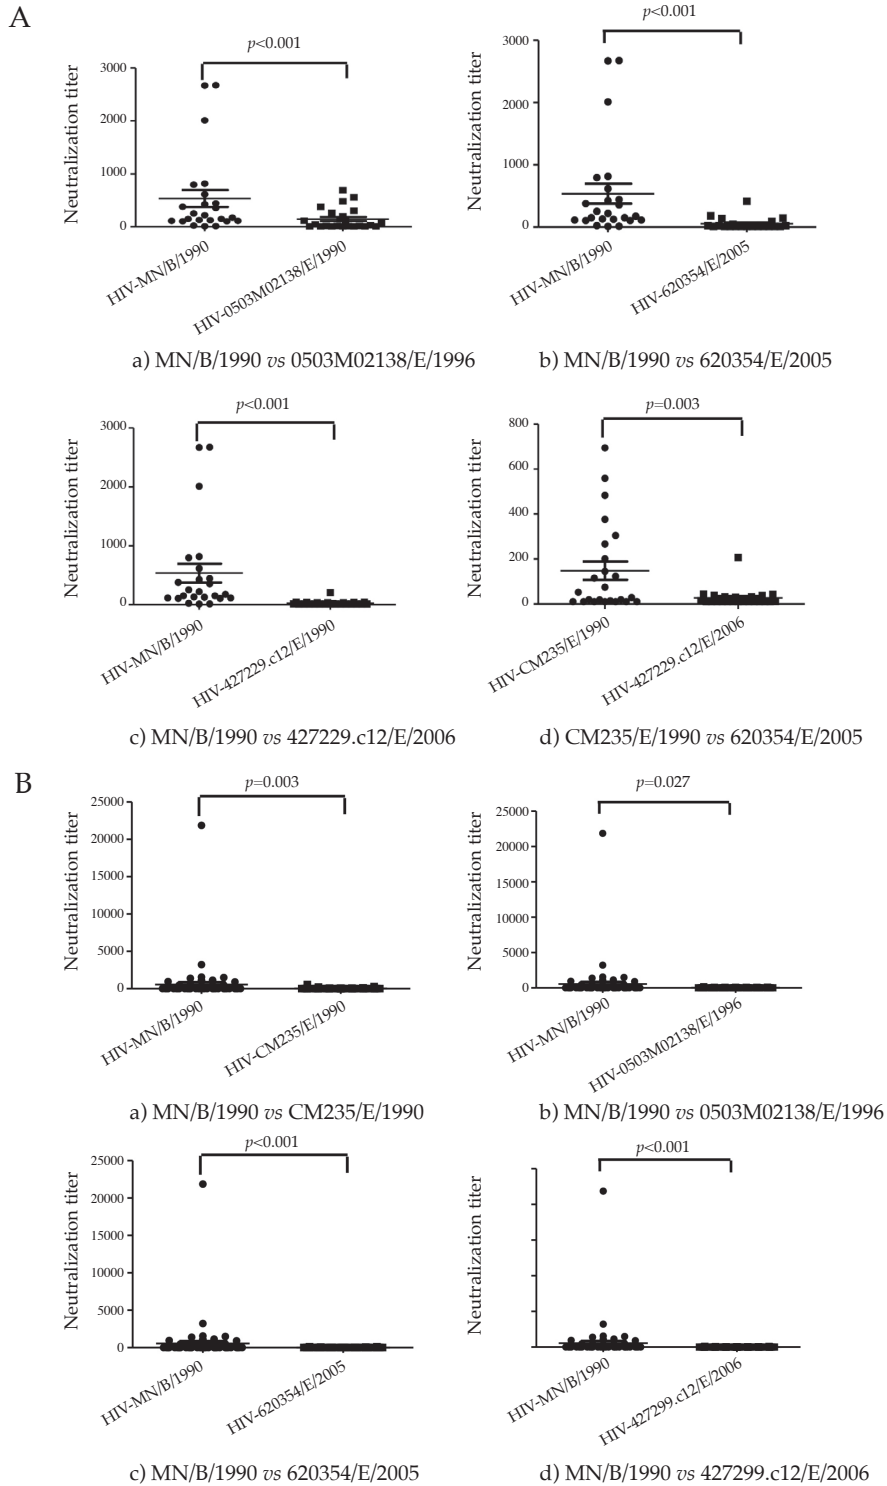 A
p<0.001
Neutralization titer
3000
2000
1000
0
HIV-MN/B/1990
HIV-0503M02138/E/1990
a) MN/B/1990 vs 0503M02138/E/1996
p<0.001
Neutralization titer
3000
2000
1000
0
HIV-MN/B/1990
HIV-620354/E/2005
b) MN/B/1990 vs 620354/E/2005
p<0.001
Neutralization titer
3000
2000
1000
0
HIV-MN/B/1990
HIV-427229.c12/E/1990
c) MN/B/1990 vs 427229.c12/E/2006
p=0.003
Neutralization titer
800
600
400
200
0
HIV-CM235/E/1990
HIV-427229.c12/E/2006
d) CM235/E/1990 vs 620354/E/2005
B
p=0.003
Neutralization titer
25000
20000
15000
10000
5000
0
HIV-MN/B/1990
HIV-CM235/E/1990
a) MN/B/1990 vs CM235/E/1990
p=0.027
Neutralization titer
25000
20000
15000
10000
5000
0
HIV-MN/B/1990
HIV-0503M02138/E/1996
b) MN/B/1990 vs 0503M02138/E/1996
p<0.001
Neutralization titer
25000
20000
15000
10000
5000
0
HIV-MN/B/1990
HIV-620354/E/2005
c) MN/B/1990 vs 620354/E/2005
p<0.001
Neutralization titer
HIV-MN/B/1990
HIV-427299.c12/E/2006
d) MN/B/1990 vs 427299.c12/E/2006